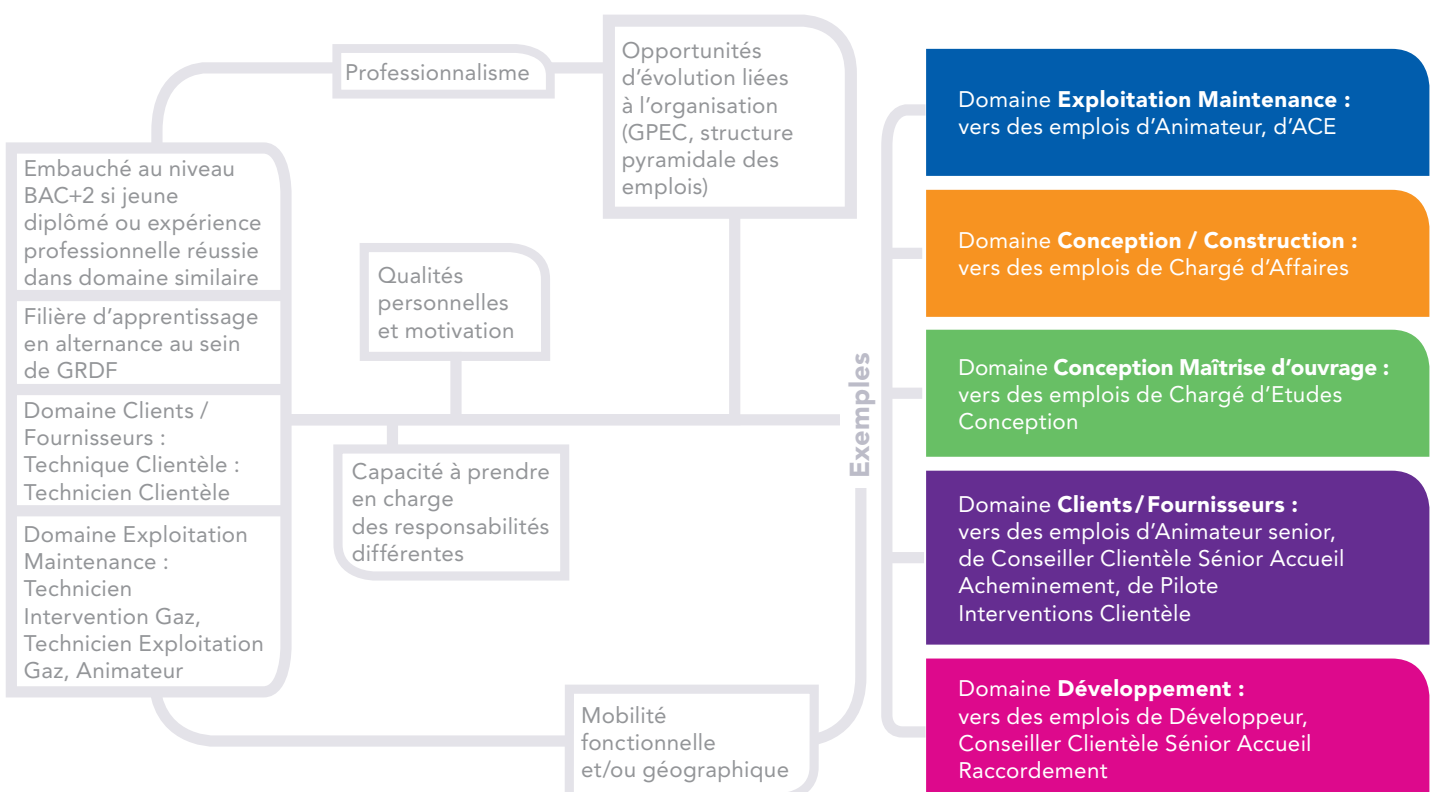 Professionnalisme
Opportunités
d'évolution liées
à l'organisation
(GPEC, structure
pyramidale des
emplois)
Embauché au niveau
BAC+2 si jeune
diplômé ou expérience
professionnelle réussie
dans domaine similaire
Filière d'apprentissage
en alternance au sein
de GRDF
Domaine Clients /
Fournisseurs :
Technique Clientèle :
Technicien Clientèle
Domaine Exploitation
Maintenance :
Technicien
Intervention Gaz,
Technicien Exploitation
Gaz, Animateur
Qualités
personnelles
et motivation
Capacité à prendre
en charge
des responsabilités
différentes
Mobilité
fonctionnelle
et/ou géographique
Exemples
Domaine Exploitation Maintenance :
vers des emplois d'Animateur, d'ACE
Domaine Conception / Construction :
vers des emplois de Chargé d'Affaires
Domaine Conception Maîtrise d'ouvrage :
vers des emplois de Chargé d'Etudes
Conception
Domaine Clients / Fournisseurs :
vers des emplois d'Animateur senior,
de Conseiller Clientèle Sénior Accueil
Acheminement, de Pilote
Interventions Clientèle
Domaine Développement :
vers des emplois de Développeur,
Conseiller Clientèle Sénior Accueil
Raccordement